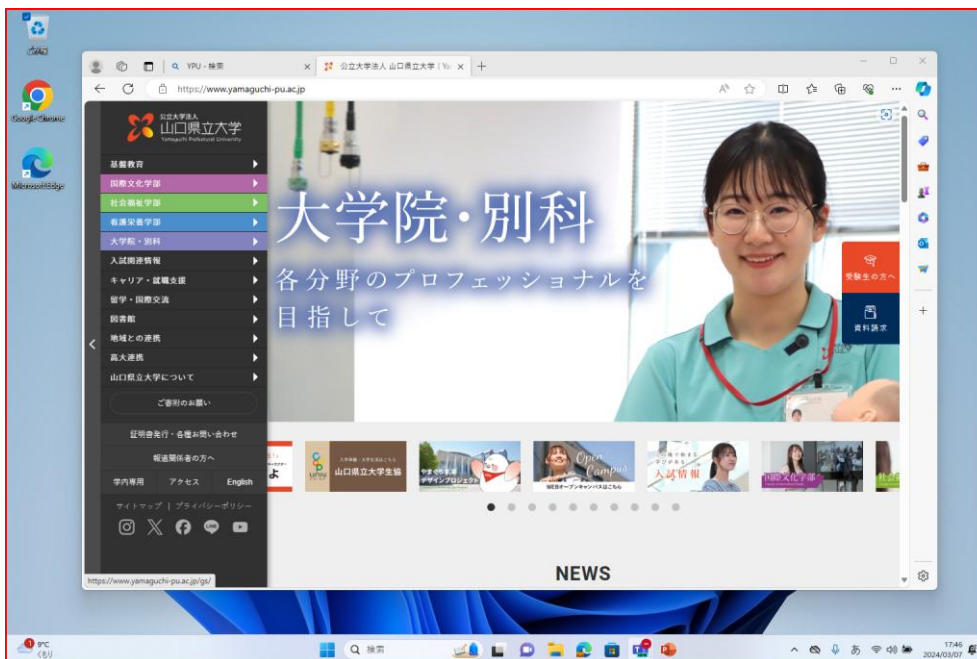 ごみ箱
Google Chrome
Microsoft Edge
YPU - 検索
公立大学法人 山口県立大学 | Ya
https://www.yamaguchi-pu.ac.jp
公立大学法人
山口県立大学
Yamaguchi Prefectural University
基盤教育
国際文化学部
社会福祉学部
看護栄養学部
大学院・別科
入試関連情報
キャリア・就職支援
留学・国際交流
図書館
地域との連携
高大連携
山口県立大学について
ご寄附のお願い
証明書発行・各種お問い合わせ
報道関係者の方へ
学内専用 アクセス English
サイトマップ | プライバシーポリシー
https://www.yamaguchi-pu.ac.jp/gs/
大学院・別科
各分野のプロフェッショナルを
目指して
受験生の方へ
資料請求
よ
山口県立大学生協
やまぐち
デザインプロジェクト
Open
Campus
WEBオープンキャンパスはこちら
入試情報
国際文化学部
社会
NEWS
1
9°C
くもり
検索
あ
17:46
2024/03/07